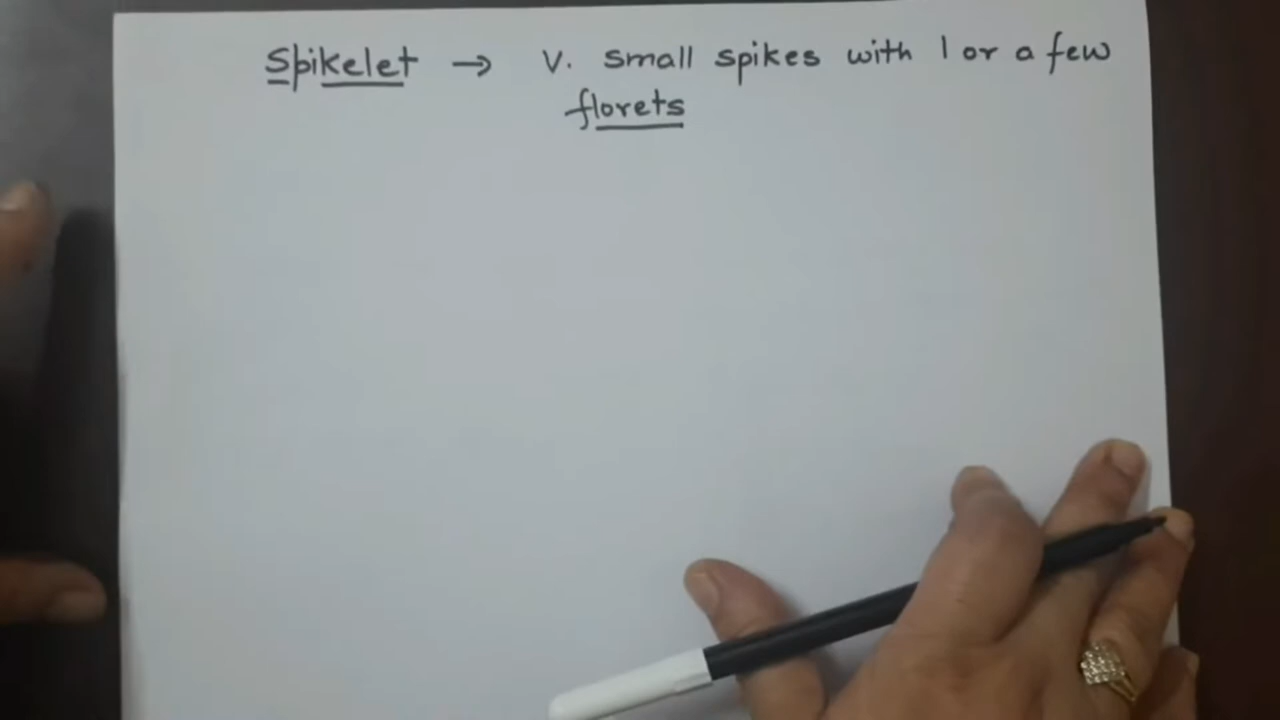 Spikelet → V. small spikes with 1 or a few
florets